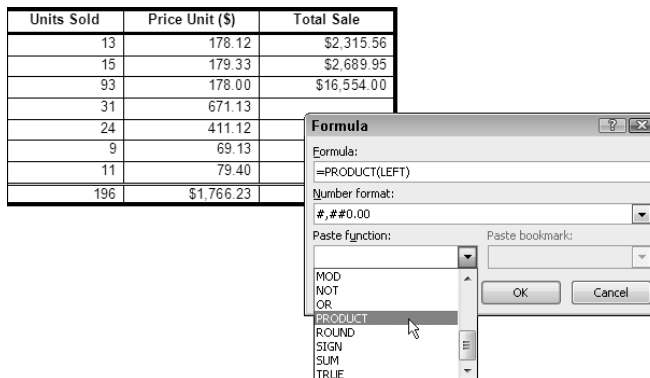 Units Sold Price Unit ($) Total Sale
13 178.12 $2,315.56
15 179.33 $2,689.95
93 178.00 $16,554.00
31 671.13
24 411.12
9 69.13
11 79.40
196 $1,766.23
Formula
Formula:
=PRODUCT(LEFT)
Number format:
#,##0.00
Paste function: Paste bookmark:
MOD
NOT
OR
PRODUCT
ROUND
SIGN
SUM
TRUE
OK Cancel